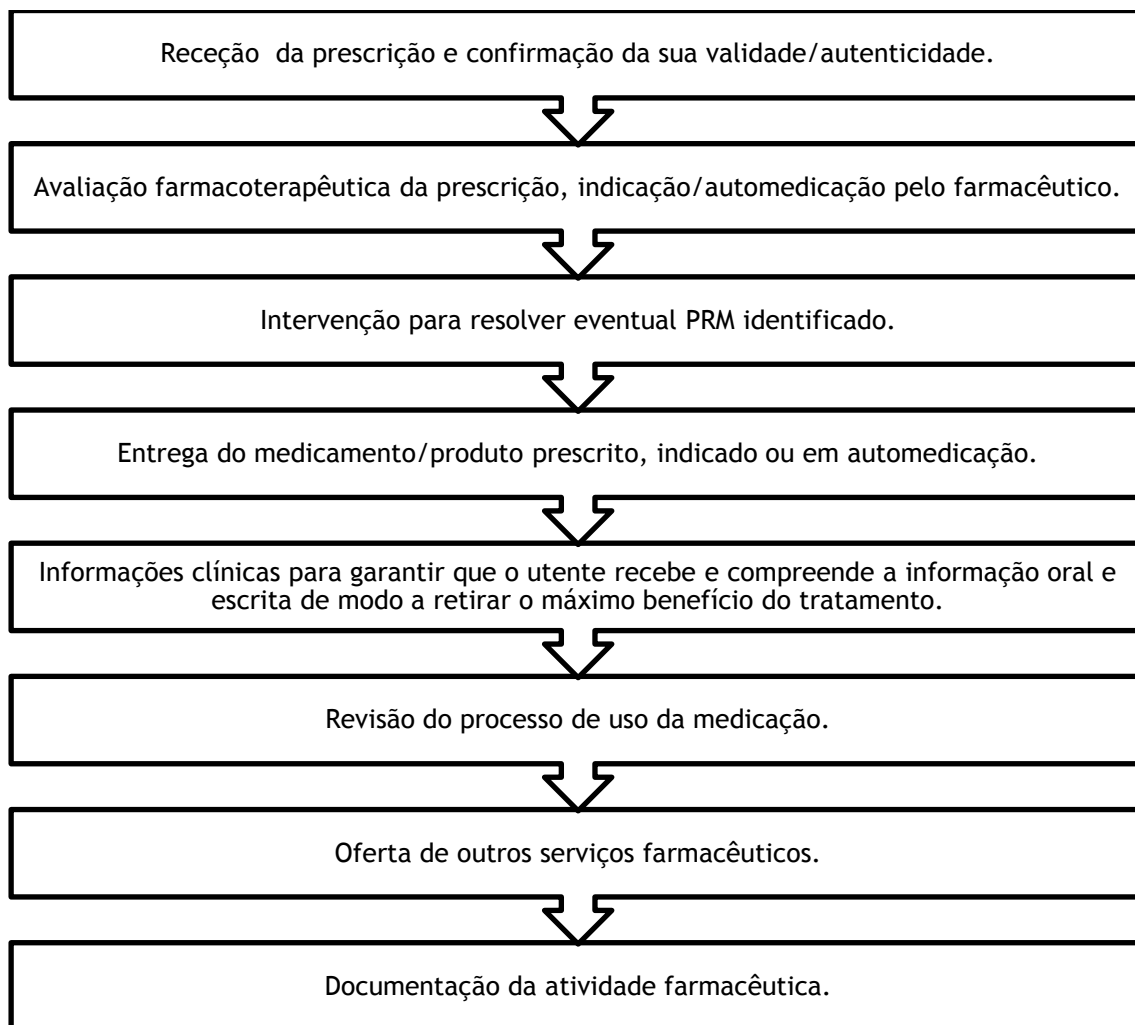 Receção da prescrição e confirmação da sua validade/autenticidade.
Avaliação farmacoterapêutica da prescrição, indicação/automedicação pelo farmacêutico.
Intervenção para resolver eventual PRM identificado.
Entrega do medicamento/produto prescrito, indicado ou em automedicação.
Informações clínicas para garantir que o utente recebe e compreende a informação oral e
escrita de modo a retirar o máximo benefício do tratamento.
Revisão do processo de uso da medicação.
Oferta de outros serviços farmacêuticos.
Documentação da atividade farmacêutica.